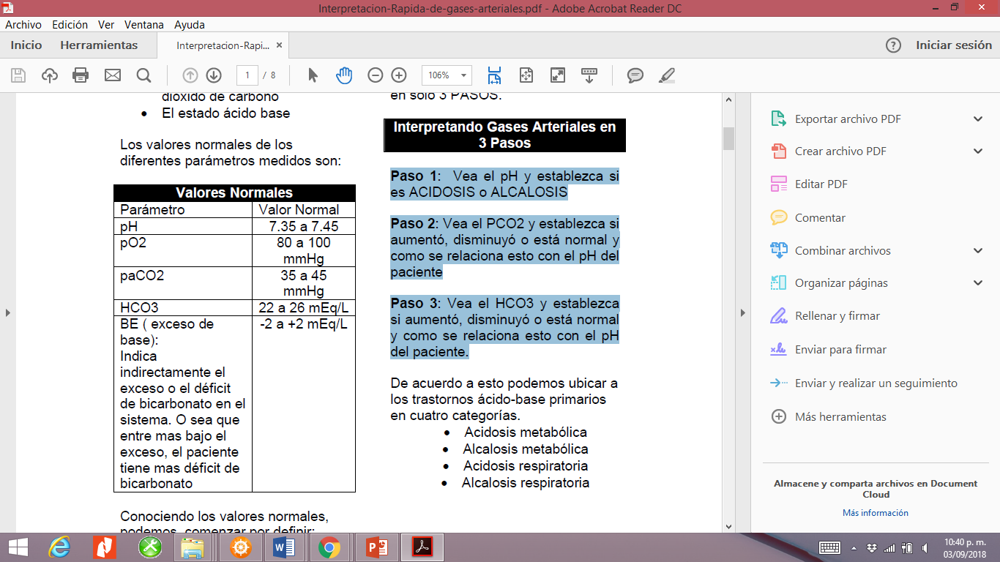 Interpretacion-Rapida-de-gases-arteriales.pdf - Adobe Acrobat Reader DC
Archivo Edición Ver Ventana Ayuda
Inicio Herramientas Interpretacion-Rapi... × Iniciar sesión
1 / 8 106%
dióxido de carbono
• El estado ácido base
Los valores normales de los
diferentes parámetros medidos son:
Valores Normales
Parámetro Valor Normal
pH 7.35 a 7.45
pO2 80 a 100
mmHg
paCO2 35 a 45
mmHg
HCO3 22 a 26 mEq/L
BE ( exceso de -2 a +2 mEq/L
base):
Indica
indirectamente el
exceso o el déficit
de bicarbonato en el
sistema. O sea que
entre mas bajo el
exceso, el paciente
tiene mas déficit de
bicarbonato
Conociendo los valores normales,
podemos comenzar por definir:
en solo 3 PASOS.
Interpretando Gases Arteriales en
3 Pasos
Paso 1: Vea el pH y establezca si
es ACIDOSIS o ALCALOSIS
Paso 2: Vea el PCO2 y establezca si
aumentó, disminuyó o está normal y
como se relaciona esto con el pH del
paciente
Paso 3: Vea el HCO3 y establezca
si aumentó, disminuyó o está normal
y como se relaciona esto con el pH
del paciente.
De acuerdo a esto podemos ubicar a
los trastornos ácido-base primarios
en cuatro categorías.
• Acidosis metabólica
• Alcalosis metabólica
• Acidosis respiratoria
• Alcalosis respiratoria
Exportar archivo PDF
Crear archivo PDF
Editar PDF
Comentar
Combinar archivos
Organizar páginas
Rellenar y firmar
Enviar para firmar
Enviar y realizar un seguimiento
Más herramientas
Almacene y comparta archivos en Document
Cloud
Más información
10:40 p. m.
03/09/2018